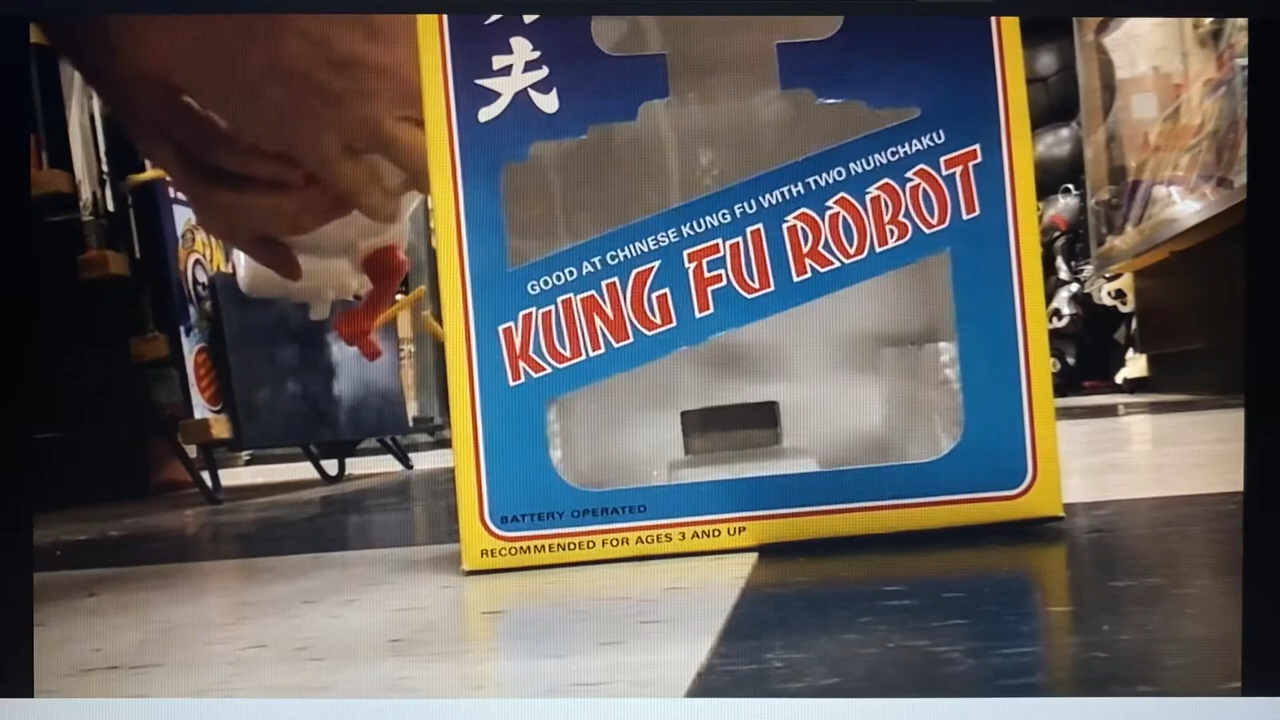 夫
GOOD AT CHINESE KUNG FU WITH TWO NUNCHAKU
KUNG FU ROBOT
BATTERY OPERATED
RECOMMENDED FOR AGES 3 AND UP